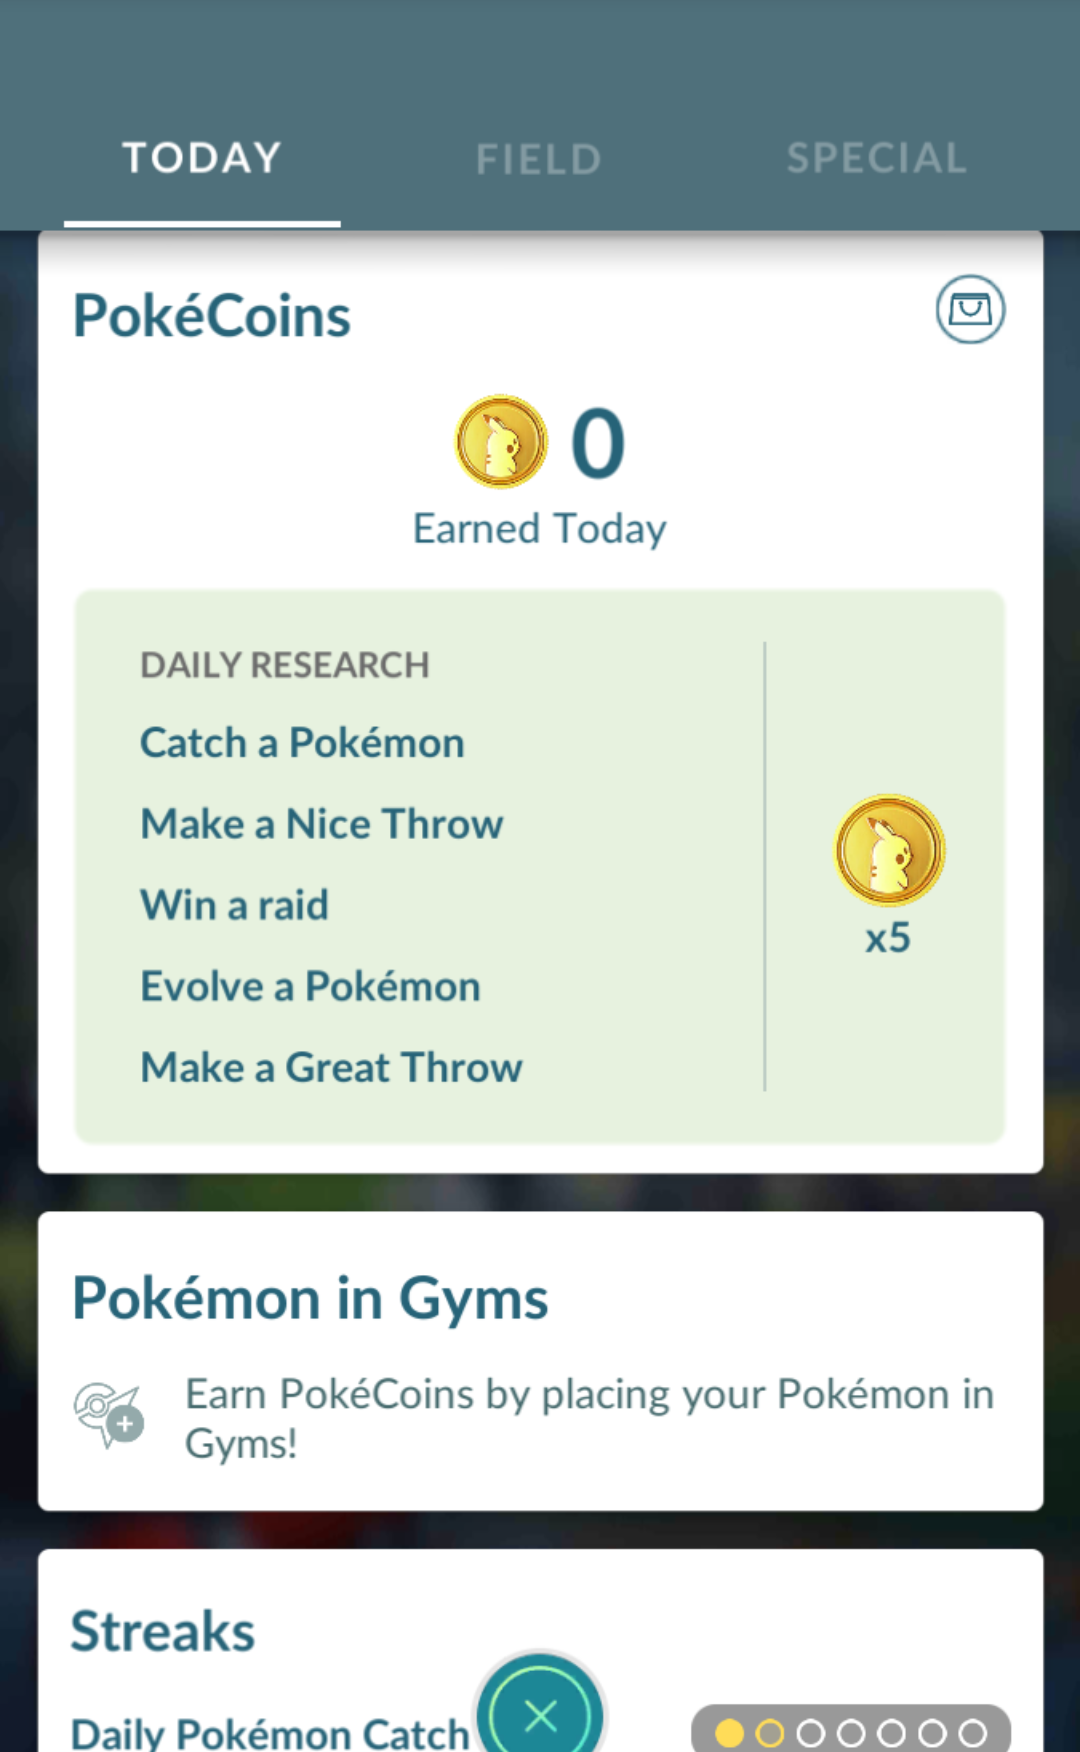 TODAY FIELD SPECIAL
PokéCoins
0
Earned Today
DAILY RESEARCH
Catch a Pokémon
Make a Nice Throw
Win a raid
Evolve a Pokémon
Make a Great Throw
x5
Pokémon in Gyms
Earn PokéCoins by placing your Pokémon in
Gyms!
Streaks
Daily Pokémon Catch